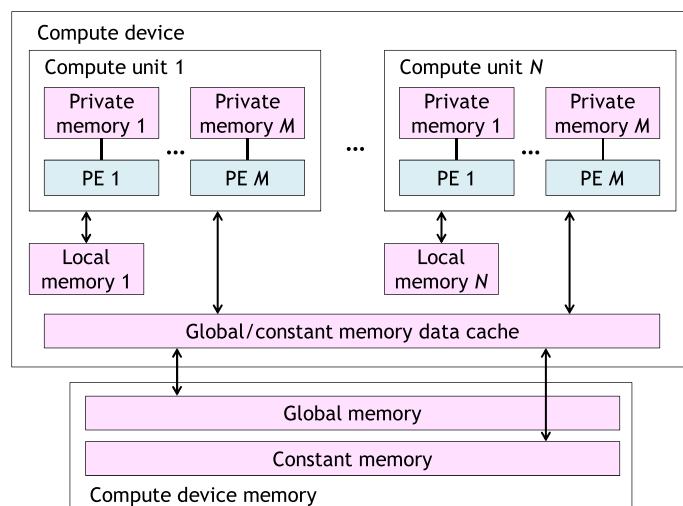 Compute device
Compute unit 1
Compute unit N
Private
memory 1
Private
memory M
Private
memory 1
Private
memory M
...
...
...
PE 1
PE M
PE 1
PE M
Local
memory 1
Local
memory N
Global/constant memory data cache
Global memory
Constant memory
Compute device memory